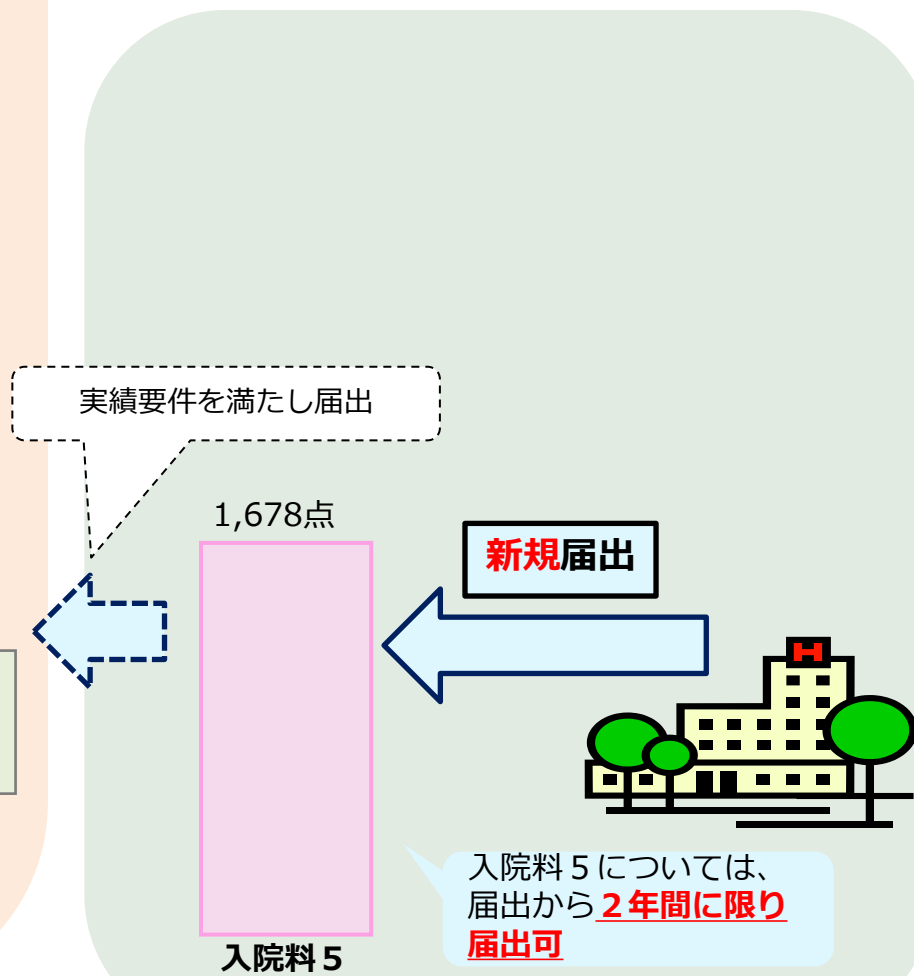 実績要件を満たし届出
1,678点
新規届出
H
入院料５については、
届出から２年間に限り
届出可
入院料５